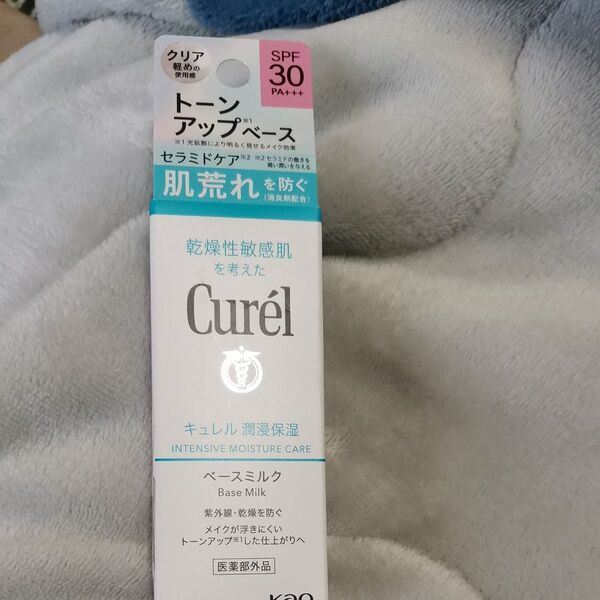 クリア
軽めの
使用感
SPF
30
PA+++
トーン
アップ※1ベース
※1 光拡散により明るく見せるメイク効果
セラミドケア※2 ※2 セラミドの働きを
補い潤いを与える
肌荒れを防ぐ
(消炎剤配合)
乾燥性敏感肌
を考えた
Curél
キュレル 潤浸保湿
INTENSIVE MOISTURE CARE
ベースミルク
Base Milk
紫外線・乾燥を防ぐ
メイクが浮きにくい
トーンアップ※1した仕上がりへ
医薬部外品
Kao